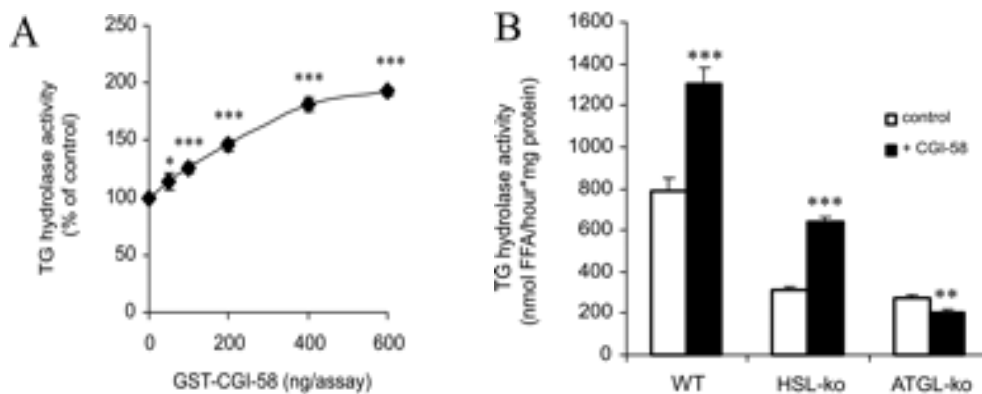 A
TG hydrolase activity
(% of control)
250
200
150
100
50
0
*
***
***
***
***
0 200 400 600
GST-CGI-58 (ng/assay)
B
TG hydrolase activity
(nmol FFA/hour*mg protein)
1600
1400
1200
1000
800
600
400
200
0
***
***
**
control
+ CGI-58
WT HSL-ko ATGL-ko